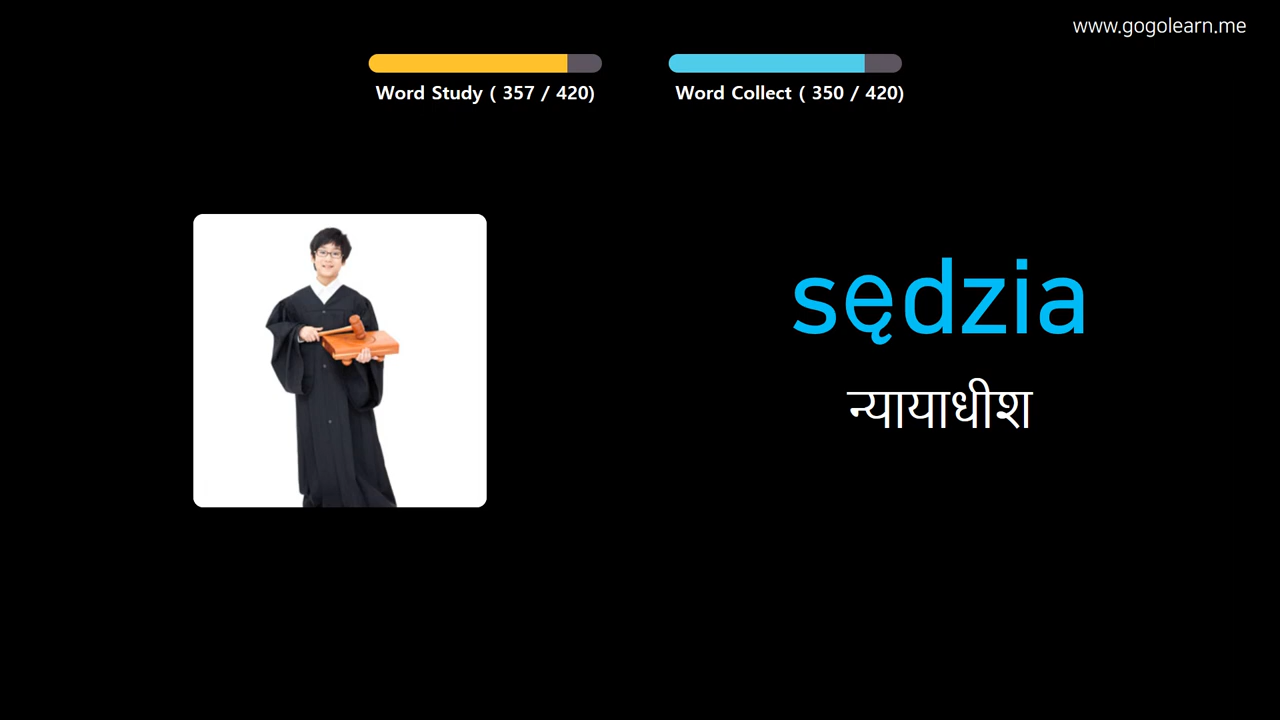 www.gogolearn.me
Word Study ( 357 / 420)
Word Collect ( 350 / 420)
sędzia
न्यायाधीश